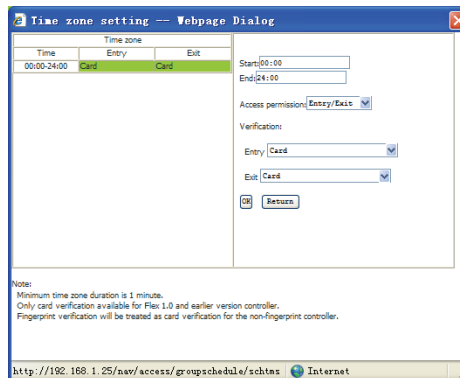 Time zone setting -- Webpage Dialog
Time zone
Time Entry Exit
00:00-24:00 Card Card
Start: 00:00
End: 24:00
Access permission: Entry/Exit
Verification:
Entry Card
Exit Card
OK Return
Note:
Minimum time zone duration is 1 minute.
Only card verification available for Flex 1.0 and earlier version controller.
Fingerprint verification will be treated as card verification for the non-fingerprint controller.
http://192.168.1.25/nav/access/groupschedule/schtms Internet